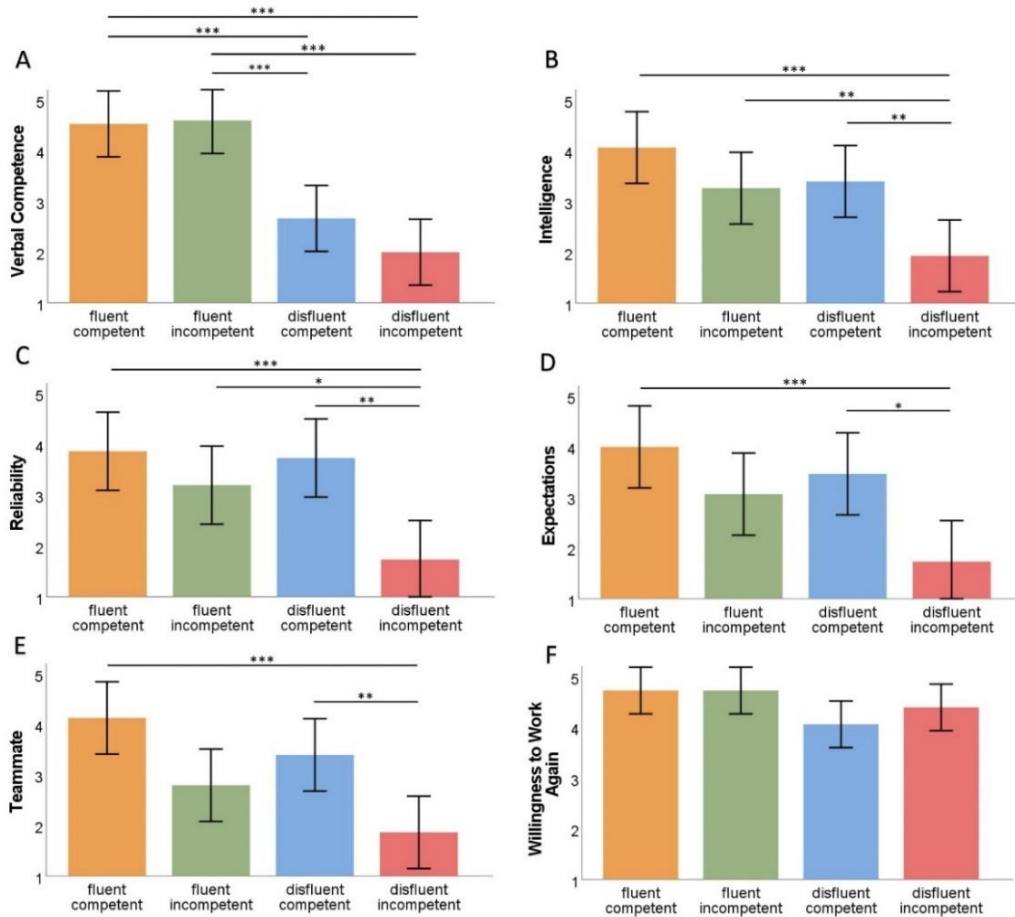 ***
***
***
***
A
Verbal Competence
5
4
3
2
1
fluent
competent
fluent
incompetent
disfluent
competent
disfluent
incompetent
B
***
**
**
Intelligence
5
4
3
2
1
fluent
competent
fluent
incompetent
disfluent
competent
disfluent
incompetent
C
***
*
**
Reliability
5
4
3
2
1
fluent
competent
fluent
incompetent
disfluent
competent
disfluent
incompetent
D
***
*
Expectations
5
4
3
2
1
fluent
competent
fluent
incompetent
disfluent
competent
disfluent
incompetent
E
***
**
Teammate
5
4
3
2
1
fluent
competent
fluent
incompetent
disfluent
competent
disfluent
incompetent
F
Willingness to Work
Again
5
4
3
2
1
fluent
competent
fluent
incompetent
disfluent
competent
disfluent
incompetent